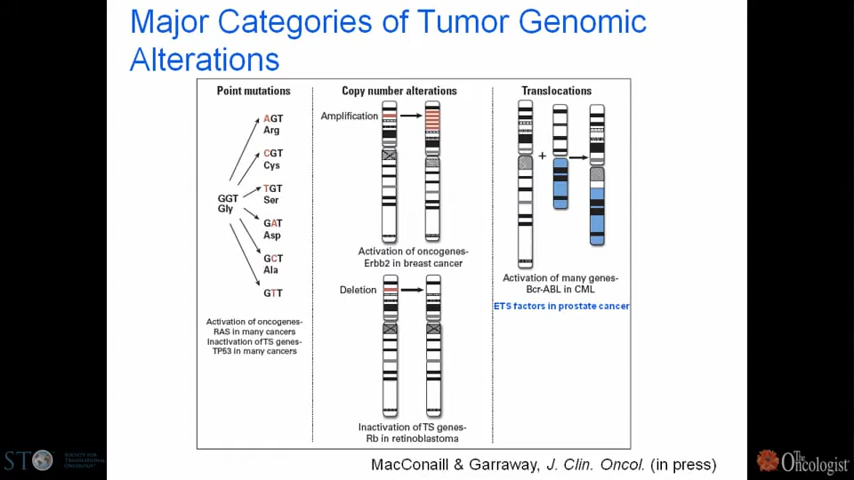 Major Categories of Tumor Genomic
Alterations
Point mutations
AGT
Arg
CGT
Cys
GGT
Gly
TGT
Ser
GAT
Asp
GCT
Ala
GTT
Activation of oncogenes-
RAS in many cancers
Inactivation of TS genes-
TP53 in many cancers
Copy number alterations
Amplification
Activation of oncogenes-
Erbb2 in breast cancer
Deletion
Inactivation of TS genes-
Rb in retinoblastoma
Translocations
+
Activation of many genes-
Bcr-ABL in CML
ETS factors in prostate cancer
MacConaill & Garraway, J. Clin. Oncol. (in press)
SOCIETY FOR
TRANSLATIONAL
ONCOLOGY
The
Oncologist